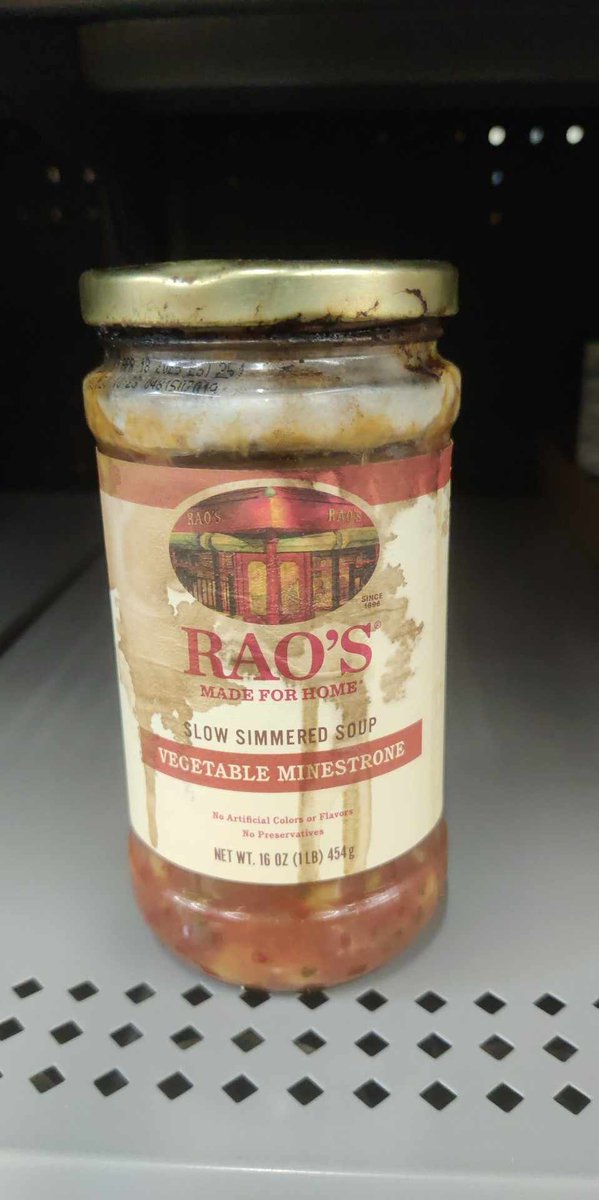 RAO'S RAO'S
SINCE
1896
RAO'S®
MADE FOR HOME®
SLOW SIMMERED SOUP
VEGETABLE MINESTRONE
No Artificial Colors or Flavors
No Preservatives
NET WT. 16 OZ (1 LB) 454g